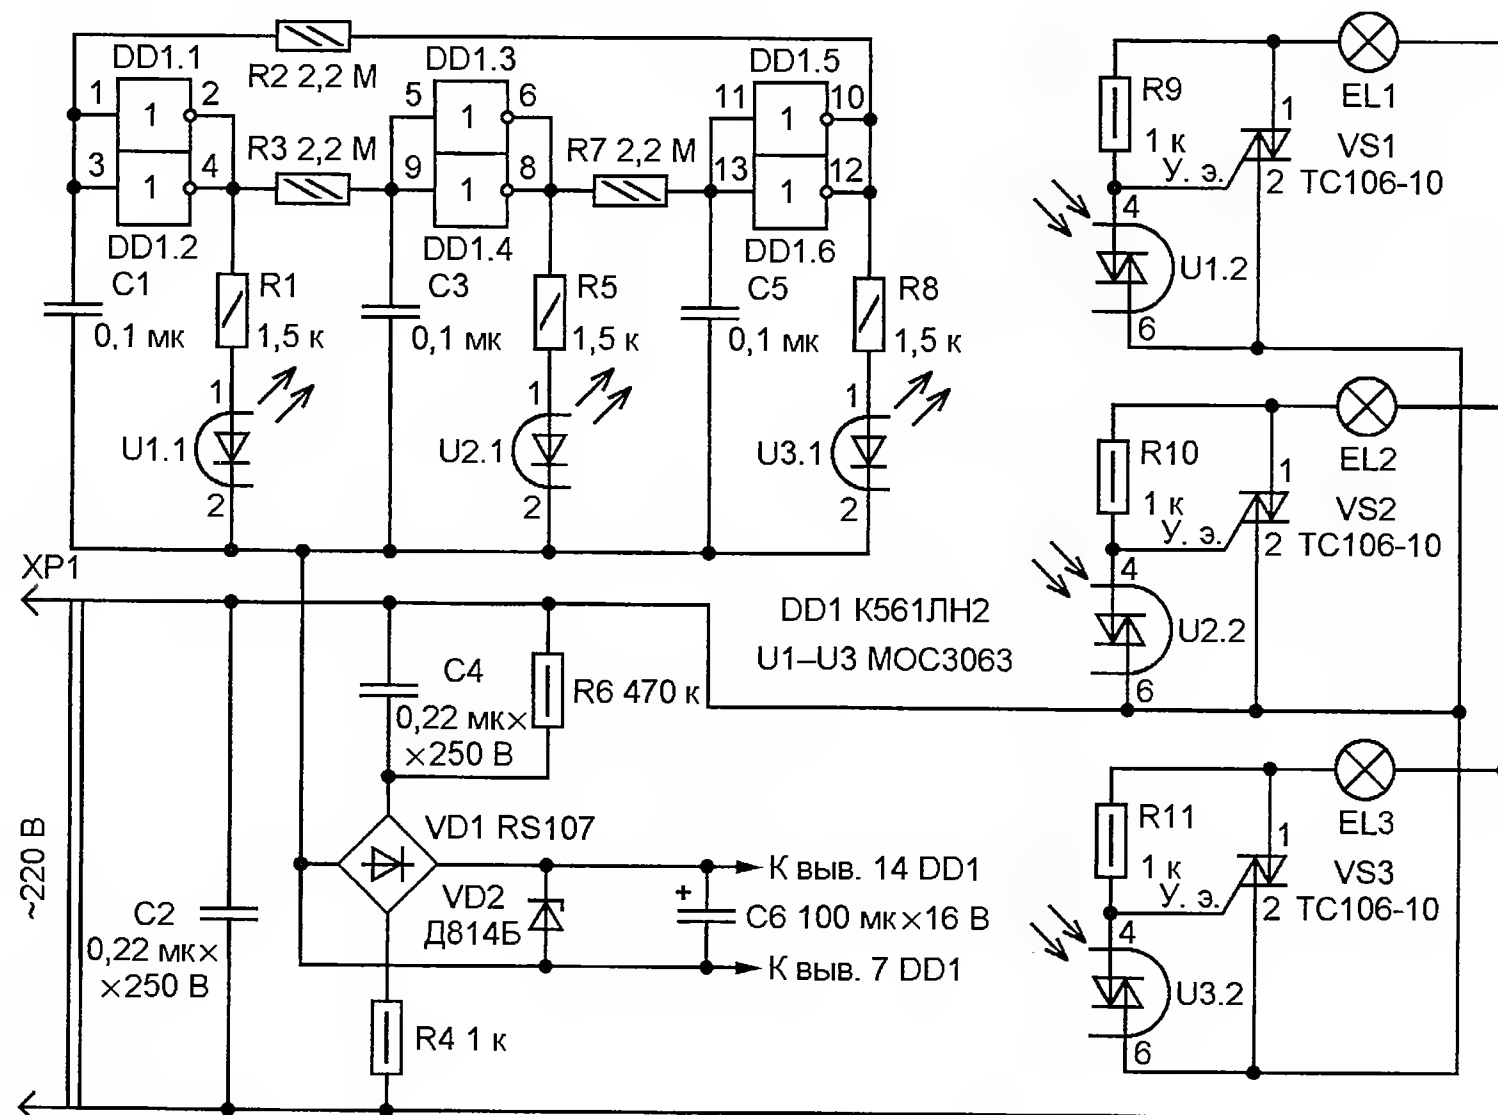 DD1.1
DD1.3
DD1.5
R2 2,2 М
1
2
5
6
11
10
1
1
1
R3 2,2 М
R7 2,2 М
3
4
9
8
13
12
1
1
1
DD1.2
DD1.4
DD1.6
C1
0,1 мк
R1
1,5 к
C3
0,1 мк
R5
1,5 к
C5
0,1 мк
R8
1,5 к
1
U1.1
2
1
U2.1
2
1
U3.1
2
R9
1 к
У. э.
EL1
1
VS1
2
ТС106-10
4
U1.2
6
R10
1 к
У. э.
EL2
1
VS2
2
ТС106-10
4
U2.2
6
R11
1 к
У. э.
EL3
1
VS3
2
ТС106-10
4
U3.2
6
DD1 К561ЛН2
U1–U3 MOC3063
XP1
~220 В
C4
0,22 мк×
×250 В
R6 470 к
VD1 RS107
C2
0,22 мк×
×250 В
VD2
Д814Б
+
C6 100 мк×16 В
К выв. 14 DD1
К выв. 7 DD1
R4 1 к